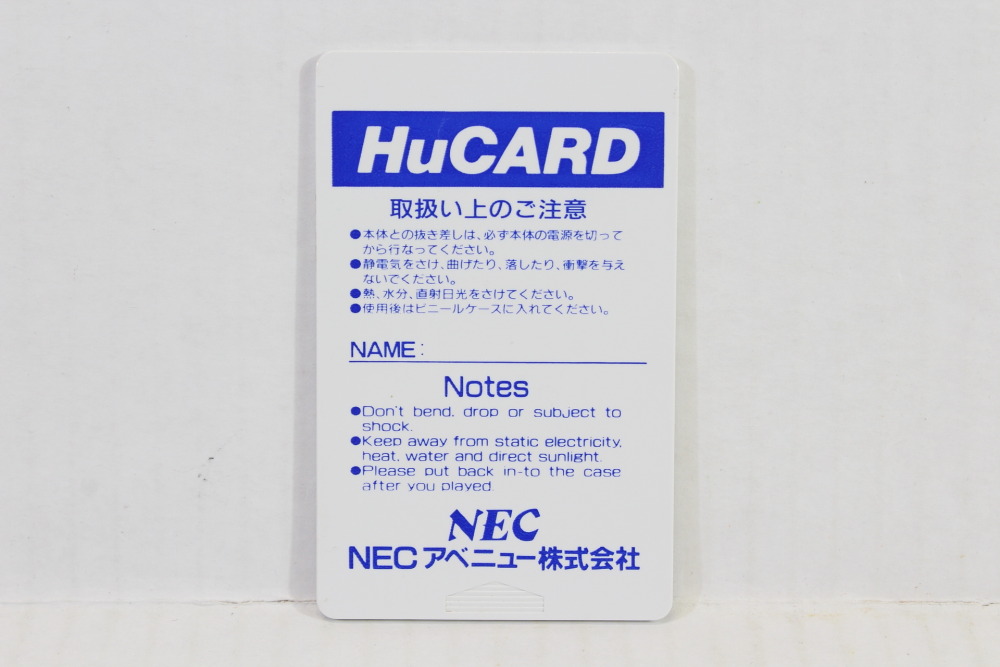 HuCARD
取扱い上のご注意
●本体との抜き差しは、必ず本体の電源を切って
から行なってください。
●静電気をさけ、曲げたり、落したり、衝撃を与え
ないでください。
●熱、水分、直射日光をさけてください。
●使用後はビニールケースに入れてください。
NAME:
Notes
●Don't bend, drop or subject to
shock.
●Keep away from static electricity,
heat, water and direct sunlight.
●Please put back in-to the case
after you played.
NEC
NECアベニュー株式会社